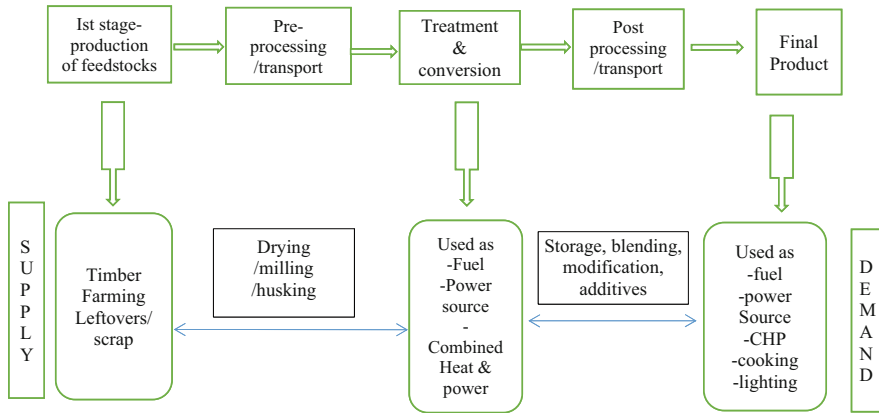 Ist stage-
production
of feedstocks
Pre-
processing
/transport
Treatment
&
conversion
Post
processing
/transport
Final
Product
S
U
P
P
L
Y
Timber
Farming
Leftovers/
scrap
Drying
/milling
/husking
Used as
-Fuel
-Power
source
-
Combined
Heat &
power
Storage, blending,
modification,
additives
Used as
-fuel
-power
Source
-CHP
-cooking
-lighting
D
E
M
A
N
D